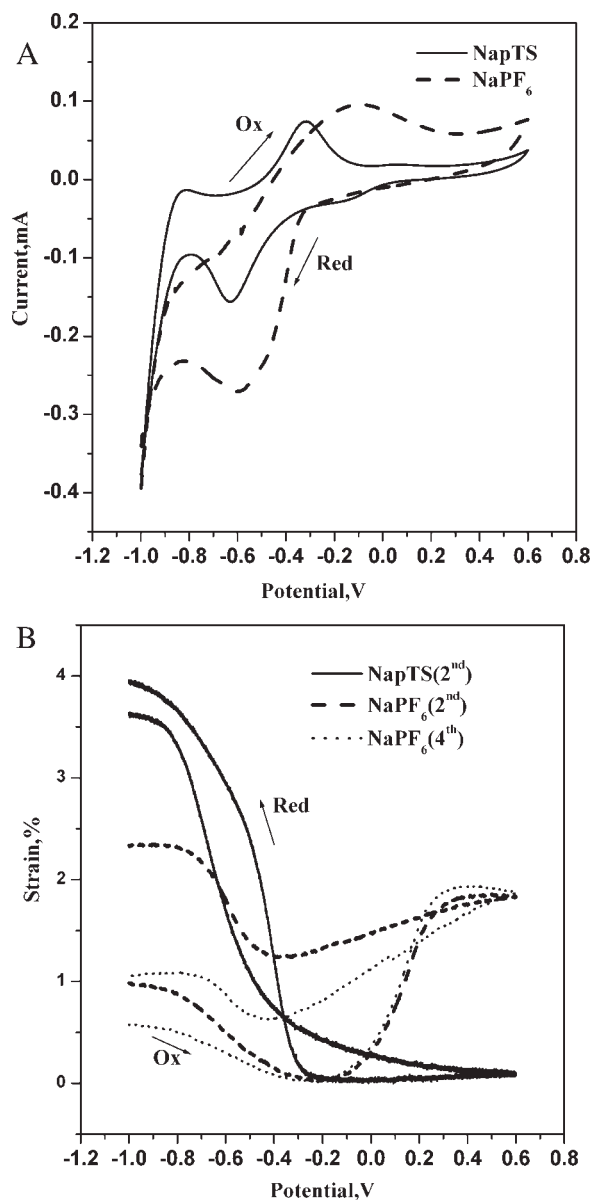 A
0.2
0.1
0.0
-0.1
-0.2
-0.3
-0.4
Current,mA
NapTS
NaPF6
Ox
Red
-1.2 -1.0 -0.8 -0.6 -0.4 -0.2 0.0 0.2 0.4 0.6 0.8
Potential,V
B
4
3
2
1
0
Strain,%
NapTS(2nd)
NaPF6(2nd)
NaPF6(4th)
Red
Ox
-1.2 -1.0 -0.8 -0.6 -0.4 -0.2 0.0 0.2 0.4 0.6 0.8
Potential,V